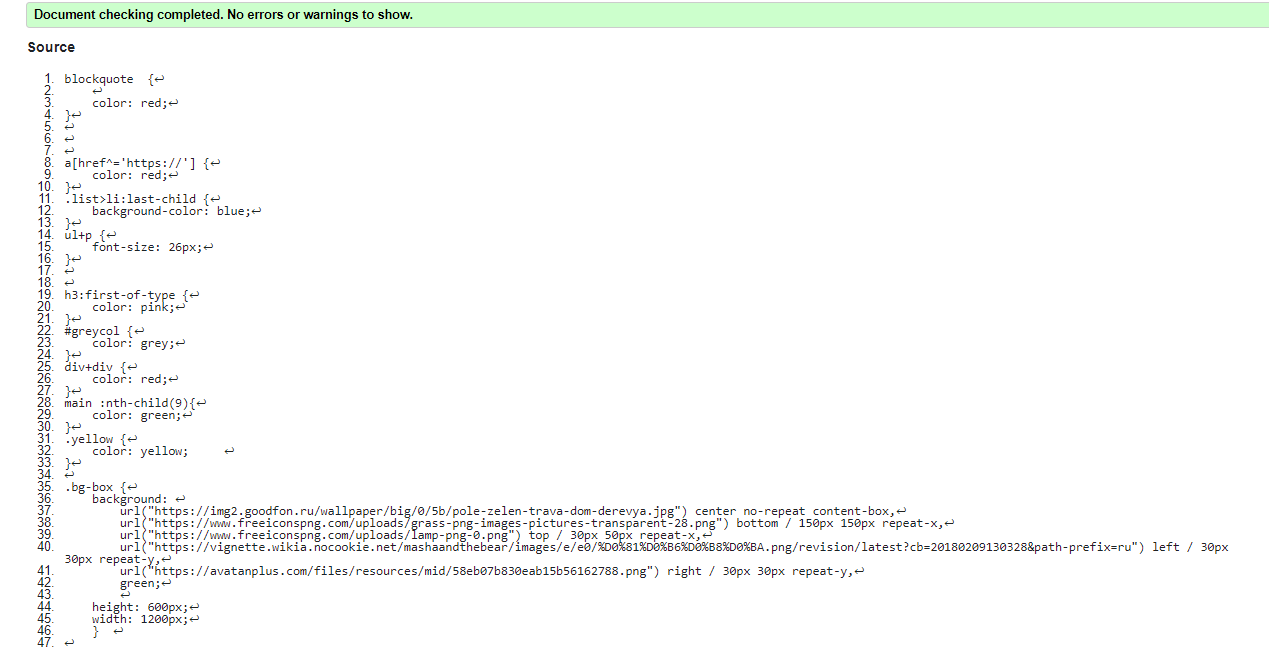 Document checking completed. No errors or warnings to show.
Source
1. blockquote  {↩
2.     ↩
3.     color: red;↩
4. }↩
5. ↩
6. ↩
7. ↩
8. a[href^='https://'] {↩
9.     color: red;↩
10. }↩
11. .list>li:last-child {↩
12.     background-color: blue;↩
13. }↩
14. ul+p {↩
15.     font-size: 26px;↩
16. }↩
17. ↩
18. ↩
19. h3:first-of-type {↩
20.     color: pink;↩
21. }↩
22. #greycol {↩
23.     color: grey;↩
24. }↩
25. div+div {↩
26.     color: red;↩
27. }↩
28. main :nth-child(9){↩
29.     color: green;↩
30. }↩
31. .yellow {↩
32.     color: yellow;     ↩
33. }↩
34. ↩
35. .bg-box {↩
36.     background: ↩
37.         url("https://img2.goodfon.ru/wallpaper/big/0/5b/pole-zelen-trava-dom-derevya.jpg") center no-repeat content-box,↩
38.         url("https://www.freeiconspng.com/uploads/grass-png-images-pictures-transparent-28.png") bottom / 150px 150px repeat-x,↩
39.         url("https://www.freeiconspng.com/uploads/lamp-png-0.png") top / 30px 50px repeat-x,↩
40.         url("https://vignette.wikia.nocookie.net/mashaandthebear/images/e/e0/%D0%81%D0%B6%D0%B8%D0%BA.png/revision/latest?cb=20180209130328&path-prefix=ru") left / 30px
30px repeat-y,↩
41.         url("https://avatanplus.com/files/resources/mid/58eb07b830eab15b56162788.png") right / 30px 30px repeat-y,↩
42.         green;↩
43.         ↩
44.     height: 600px;↩
45.     width: 1200px;↩
46.     }  ↩
47. ↩